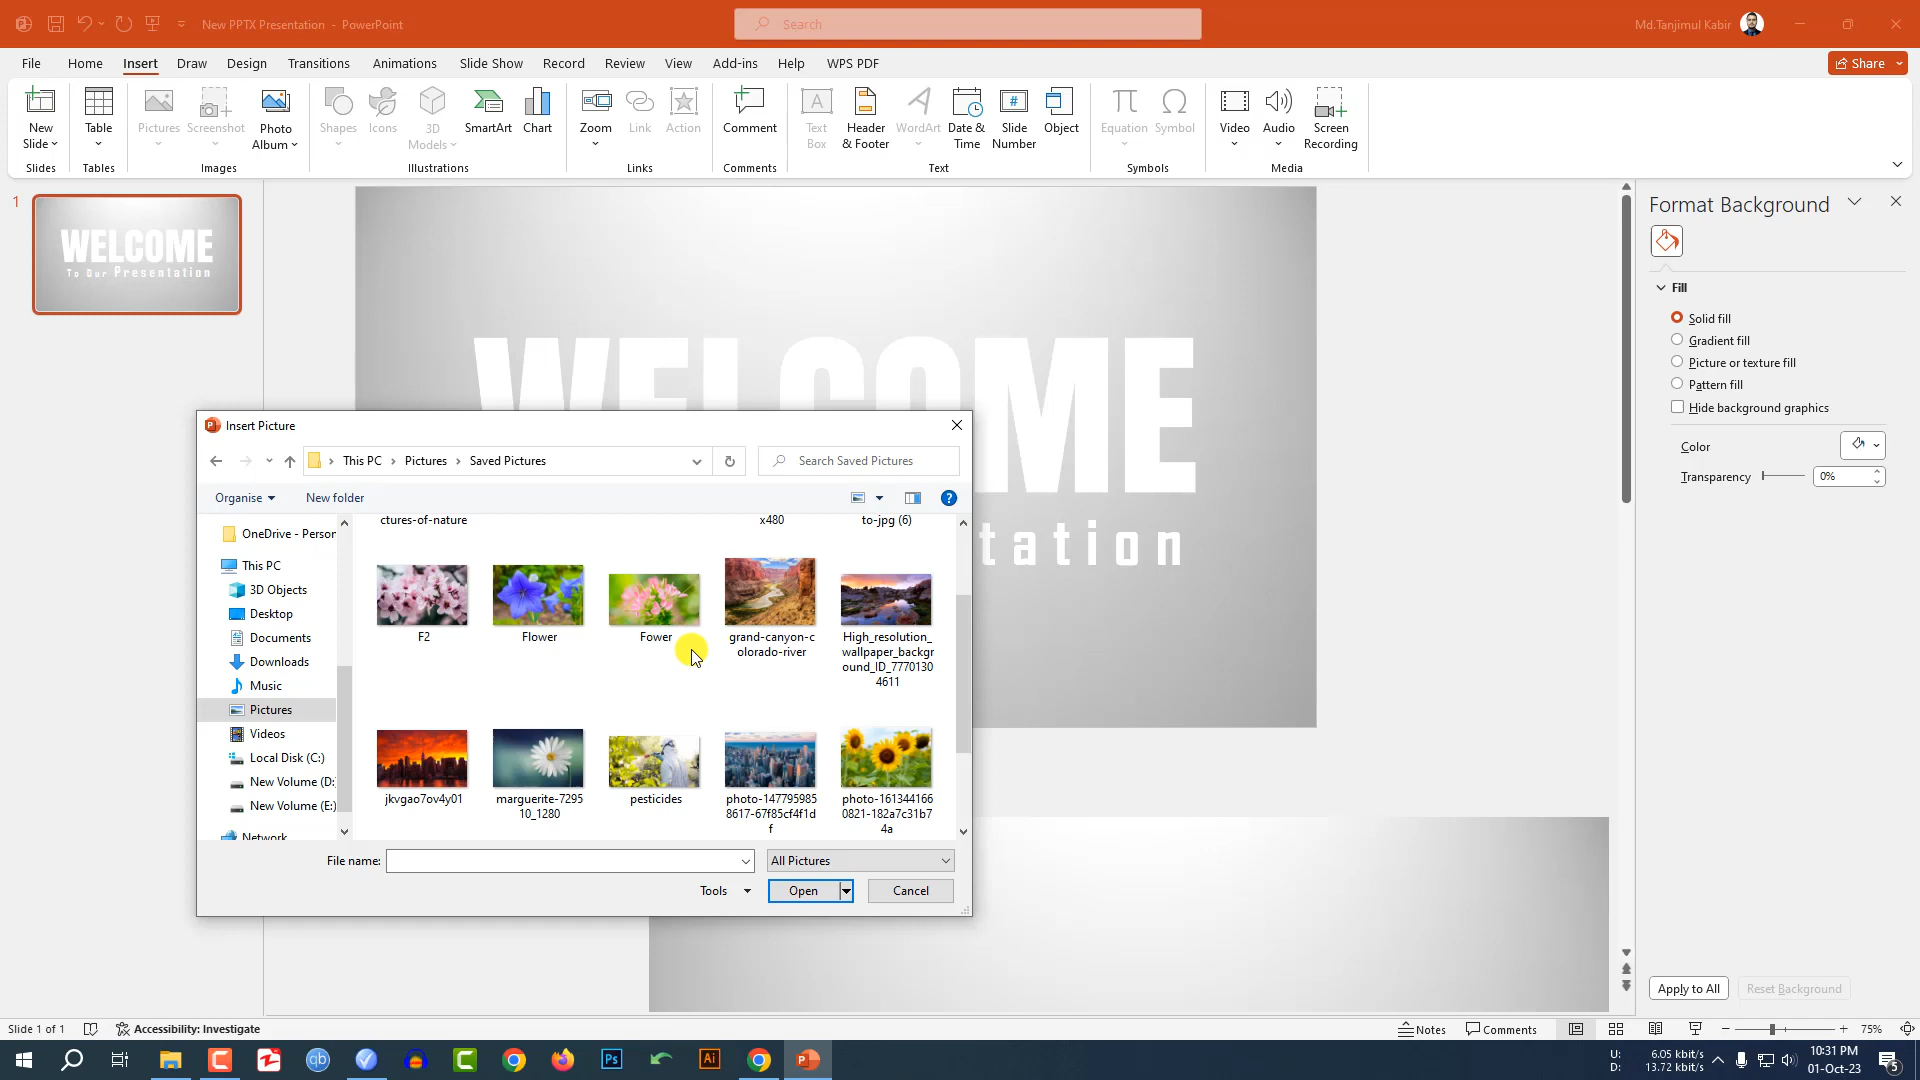 New PPTX Presentation - PowerPoint
Search
Md.Tanjimul Kabir
File Home Insert Draw Design Transitions Animations Slide Show Record Review View Add-ins Help WPS PDF
Share
New Slide
Table
Pictures
Screenshot
Photo Album
Shapes
Icons
3D Models
SmartArt
Chart
Zoom
Link
Action
Comment
Text Box
Header & Footer
WordArt
Date & Time
Slide Number
Object
Equation
Symbol
Video
Audio
Screen Recording
Slides Tables Images Illustrations Links Comments Text Symbols Media
1
WELCOME
To Our Presentation
WELCOME
tation
Format Background
Fill
Solid fill
Gradient fill
Picture or texture fill
Pattern fill
Hide background graphics
Color
Transparency 0%
Apply to All
Reset Background
Insert Picture
This PC
Pictures
Saved Pictures
Search Saved Pictures
Organise
New folder
OneDrive - Person
This PC
3D Objects
Desktop
Documents
Downloads
Music
Pictures
Videos
Local Disk (C:)
New Volume (D:
New Volume (E:)
Network
ctures-of-nature
x480
to-jpg (6)
F2
Flower
Fower
grand-canyon-c
olorado-river
High_resolution_
wallpaper_backgr
ound_ID_7770130
4611
jkvgao7ov4y01
marguerite-7295
10_1280
pesticides
photo-147795985
8617-67f85cf4f1d
f
photo-161344166
0821-182a7c31b7
4a
File name:
All Pictures
Tools
Open
Cancel
Slide 1 of 1
Accessibility: Investigate
Notes
Comments
75%
Ps
Ai
U: 6.05 kbit/s
D: 13.72 kbit/s
10:31 PM
01-Oct-23
5